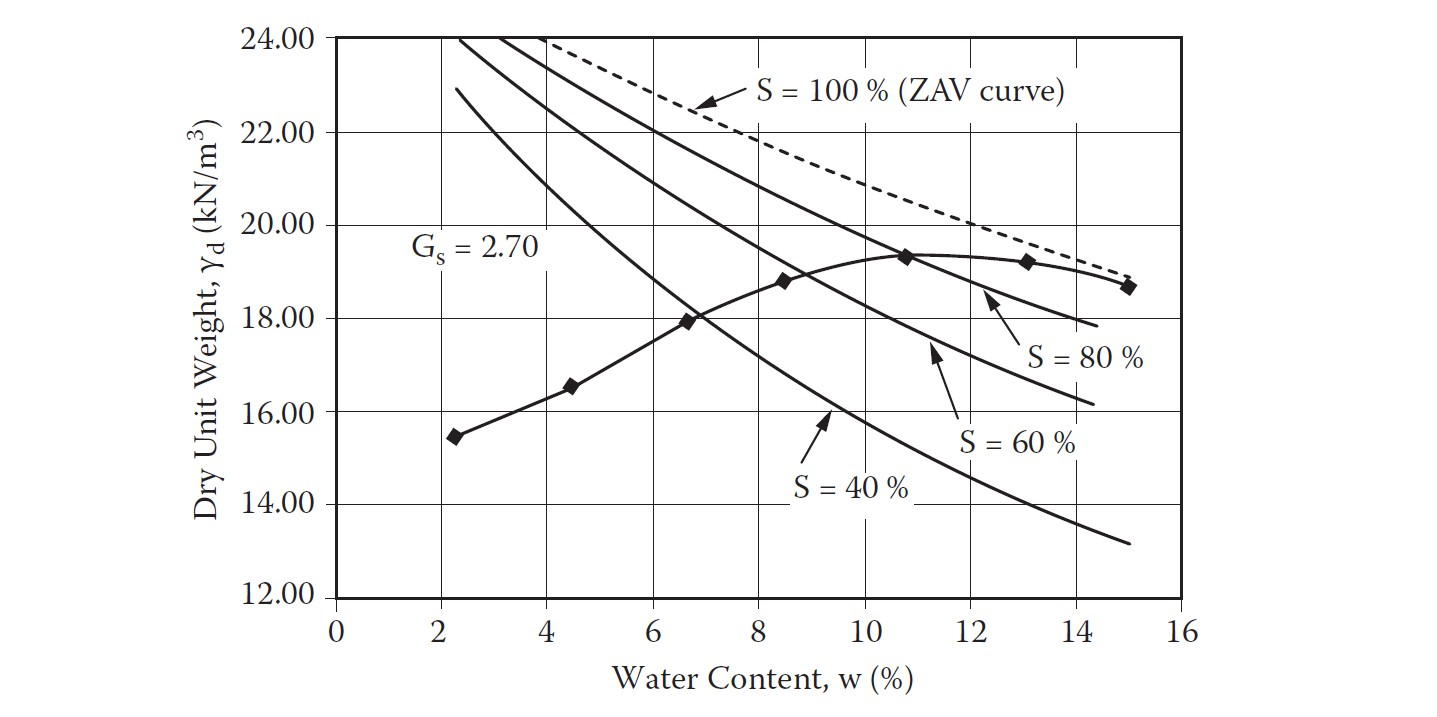 24.00
22.00
20.00
18.00
16.00
14.00
12.00
Dry Unit Weight, γd (kN/m³)
S = 100 % (ZAV curve)
Gs = 2.70
S = 80 %
S = 60 %
S = 40 %
0 2 4 6 8 10 12 14 16
Water Content, w (%)